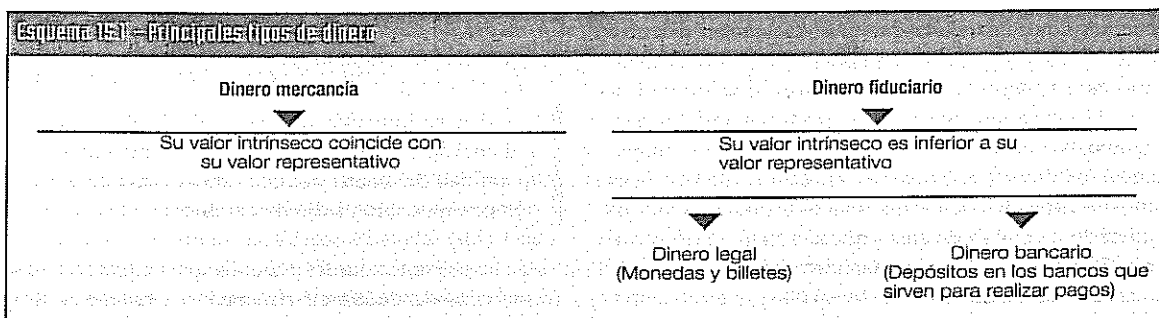 Esquema 15.1 – Principales tipos de dinero
Dinero mercancía
Su valor intrínseco coincide con
su valor representativo
Dinero fiduciario
Su valor intrínseco es inferior a su
valor representativo
Dinero legal
(Monedas y billetes)
Dinero bancario
(Depósitos en los bancos que
sirven para realizar pagos)